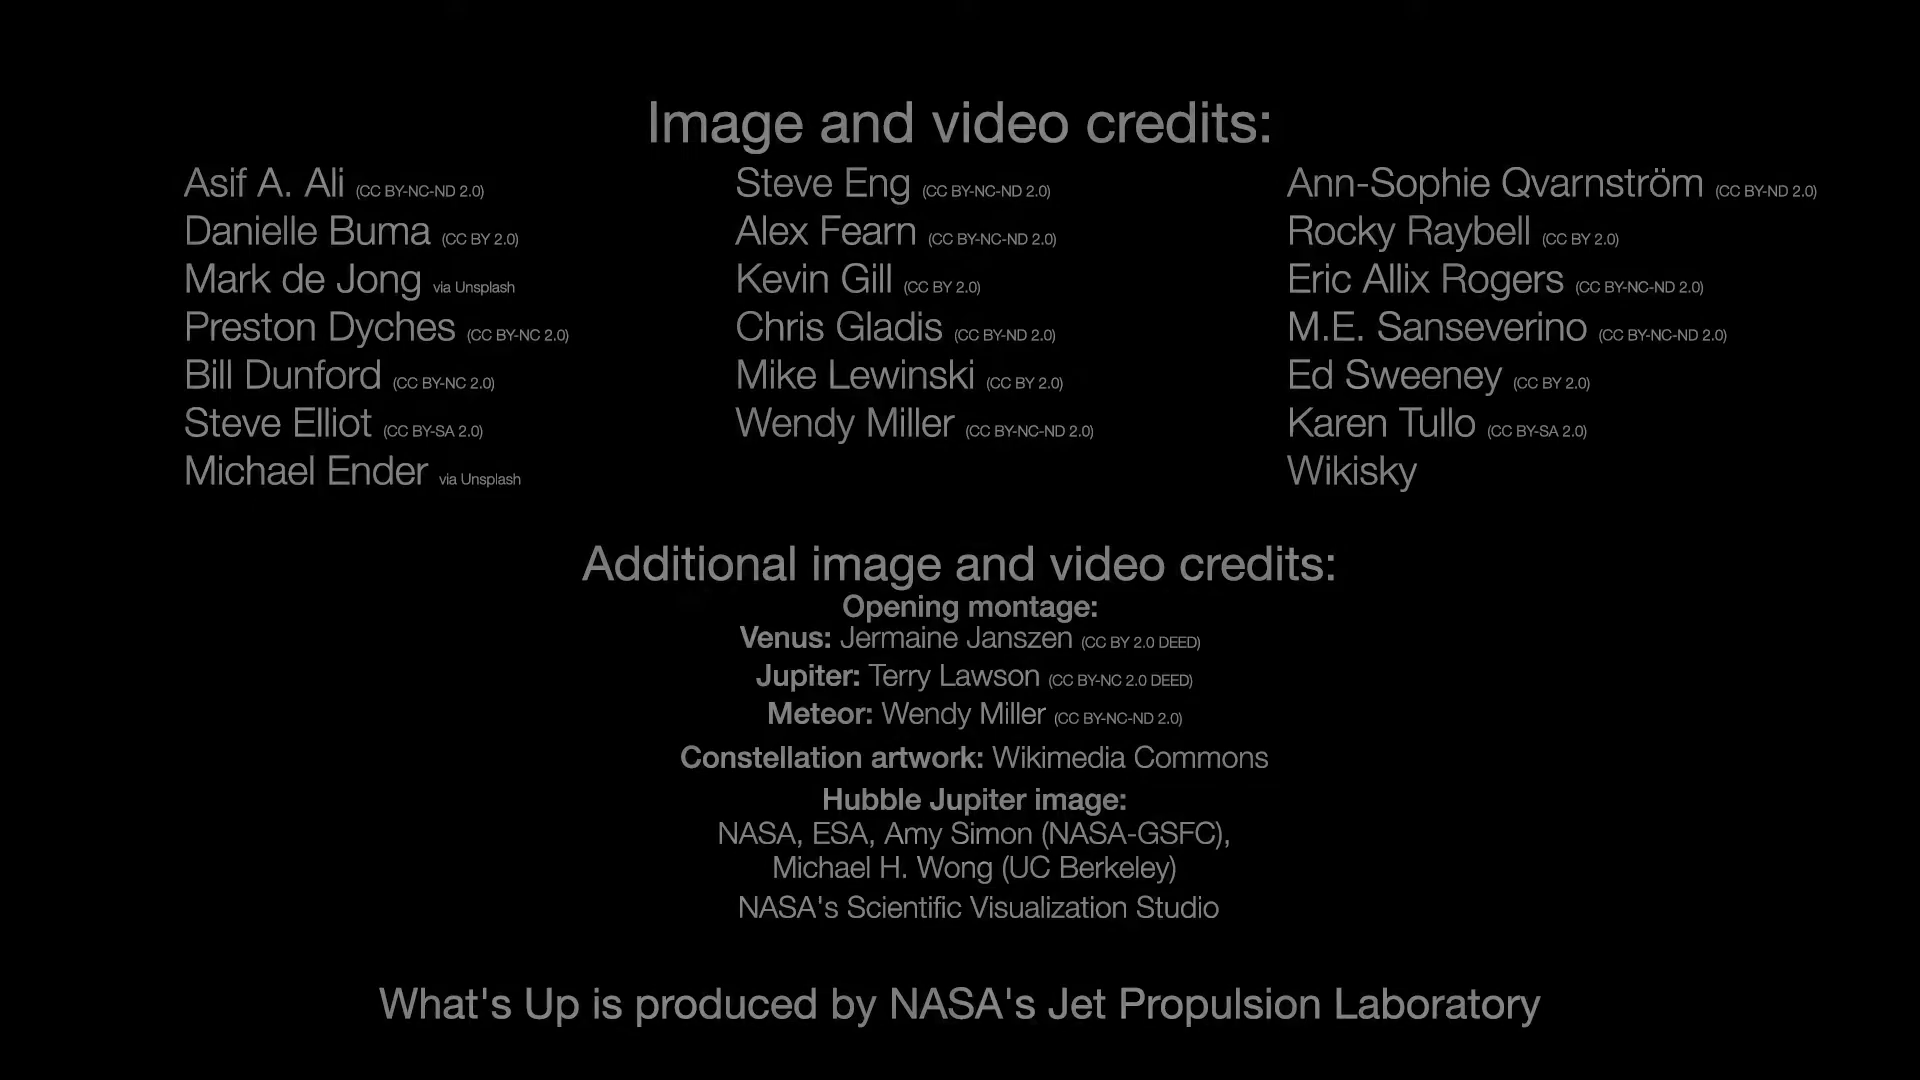 Image and video credits:
Asif A. Ali (CC BY-NC-ND 2.0)
Danielle Buma (CC BY 2.0)
Mark de Jong via Unsplash
Preston Dyches (CC BY-NC 2.0)
Bill Dunford (CC BY-NC 2.0)
Steve Elliot (CC BY-SA 2.0)
Michael Ender via Unsplash
Steve Eng (CC BY-NC-ND 2.0)
Alex Fearn (CC BY-NC-ND 2.0)
Kevin Gill (CC BY 2.0)
Chris Gladis (CC BY-ND 2.0)
Mike Lewinski (CC BY 2.0)
Wendy Miller (CC BY-NC-ND 2.0)
Ann-Sophie Qvarnström (CC BY-ND 2.0)
Rocky Raybell (CC BY 2.0)
Eric Allix Rogers (CC BY-NC-ND 2.0)
M.E. Sanseverino (CC BY-NC-ND 2.0)
Ed Sweeney (CC BY 2.0)
Karen Tullo (CC BY-SA 2.0)
Wikisky
Additional image and video credits:
Opening montage:
Venus: Jermaine Janszen (CC BY 2.0 DEED)
Jupiter: Terry Lawson (CC BY-NC 2.0 DEED)
Meteor: Wendy Miller (CC BY-NC-ND 2.0)
Constellation artwork: Wikimedia Commons
Hubble Jupiter image:
NASA, ESA, Amy Simon (NASA-GSFC),
Michael H. Wong (UC Berkeley)
NASA's Scientific Visualization Studio
What's Up is produced by NASA's Jet Propulsion Laboratory